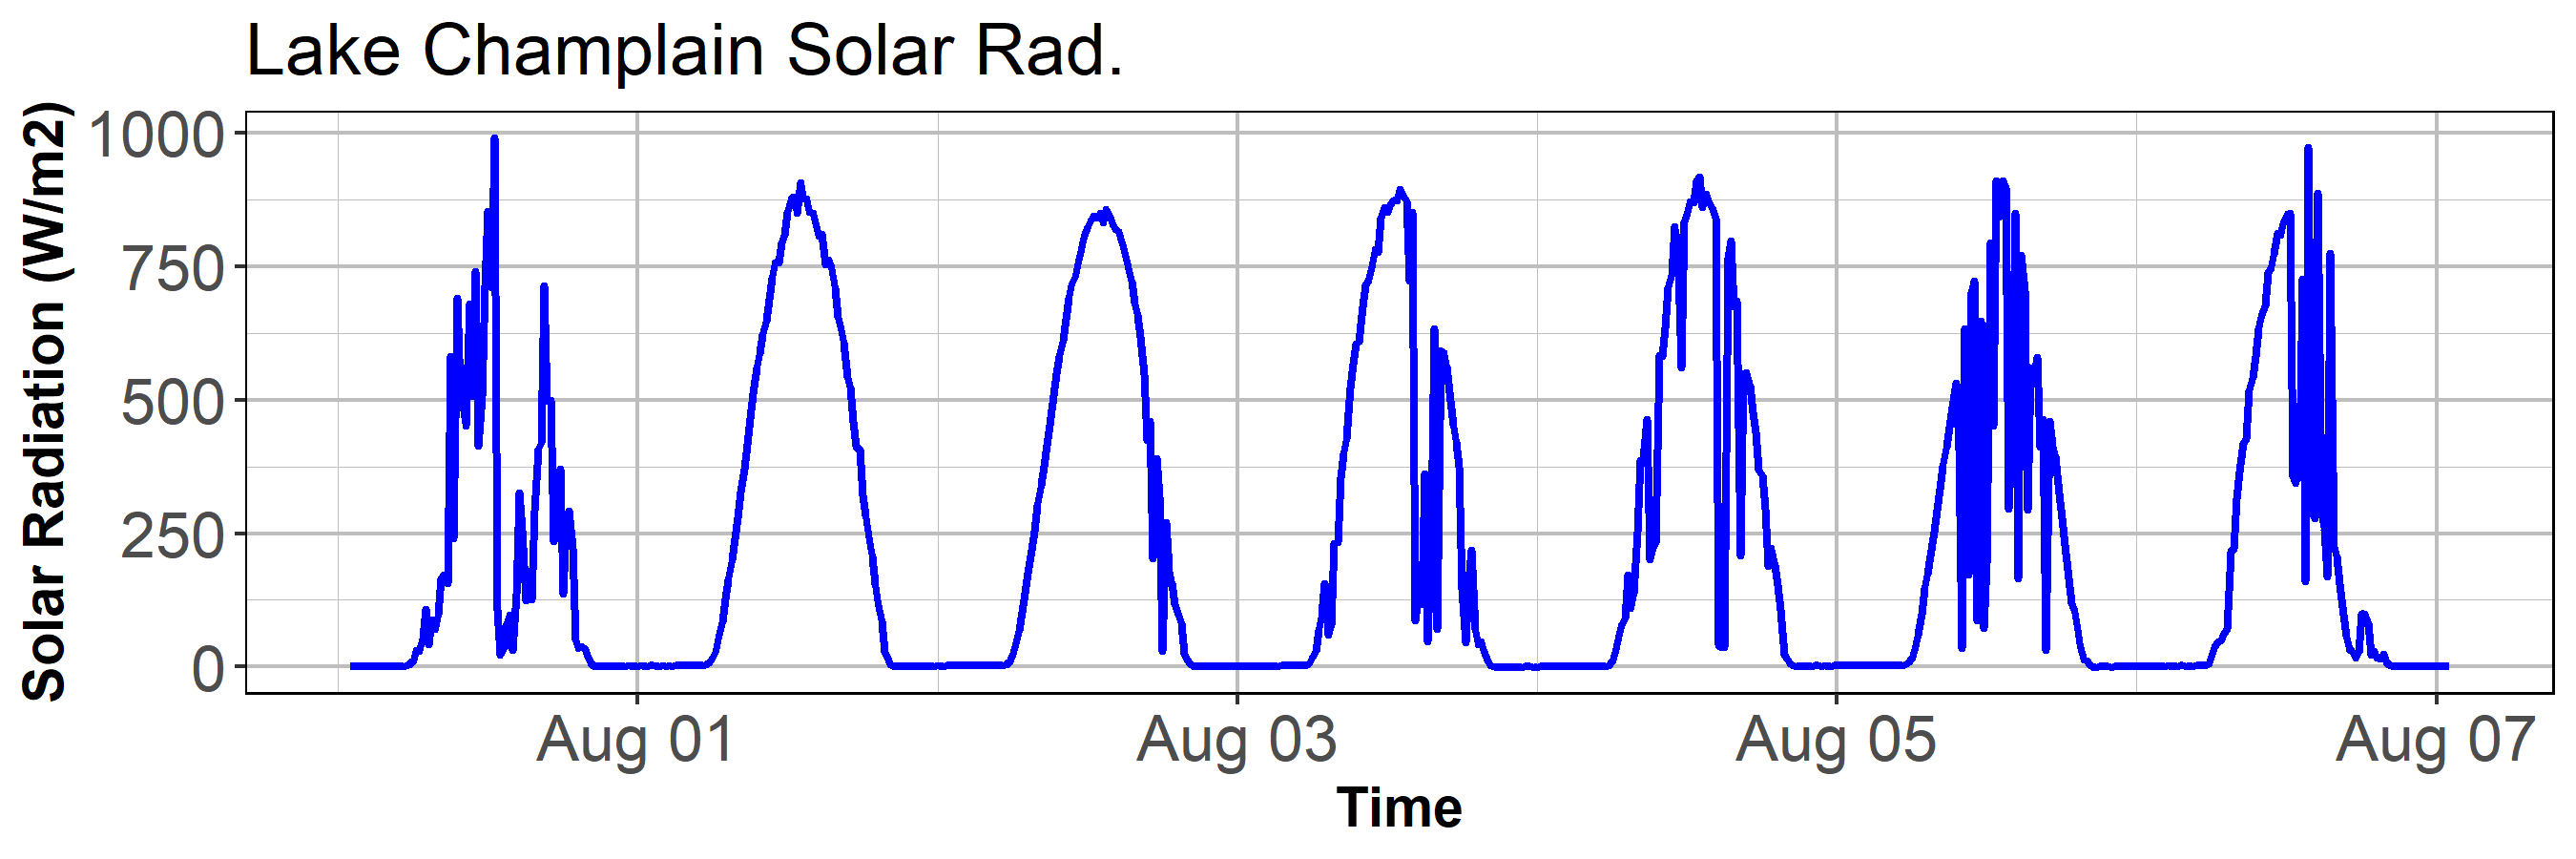 Lake Champlain Solar Rad.
Solar Radiation (W/m2)
1000
750
500
250
0
Aug 01 Aug 03 Aug 05 Aug 07
Time